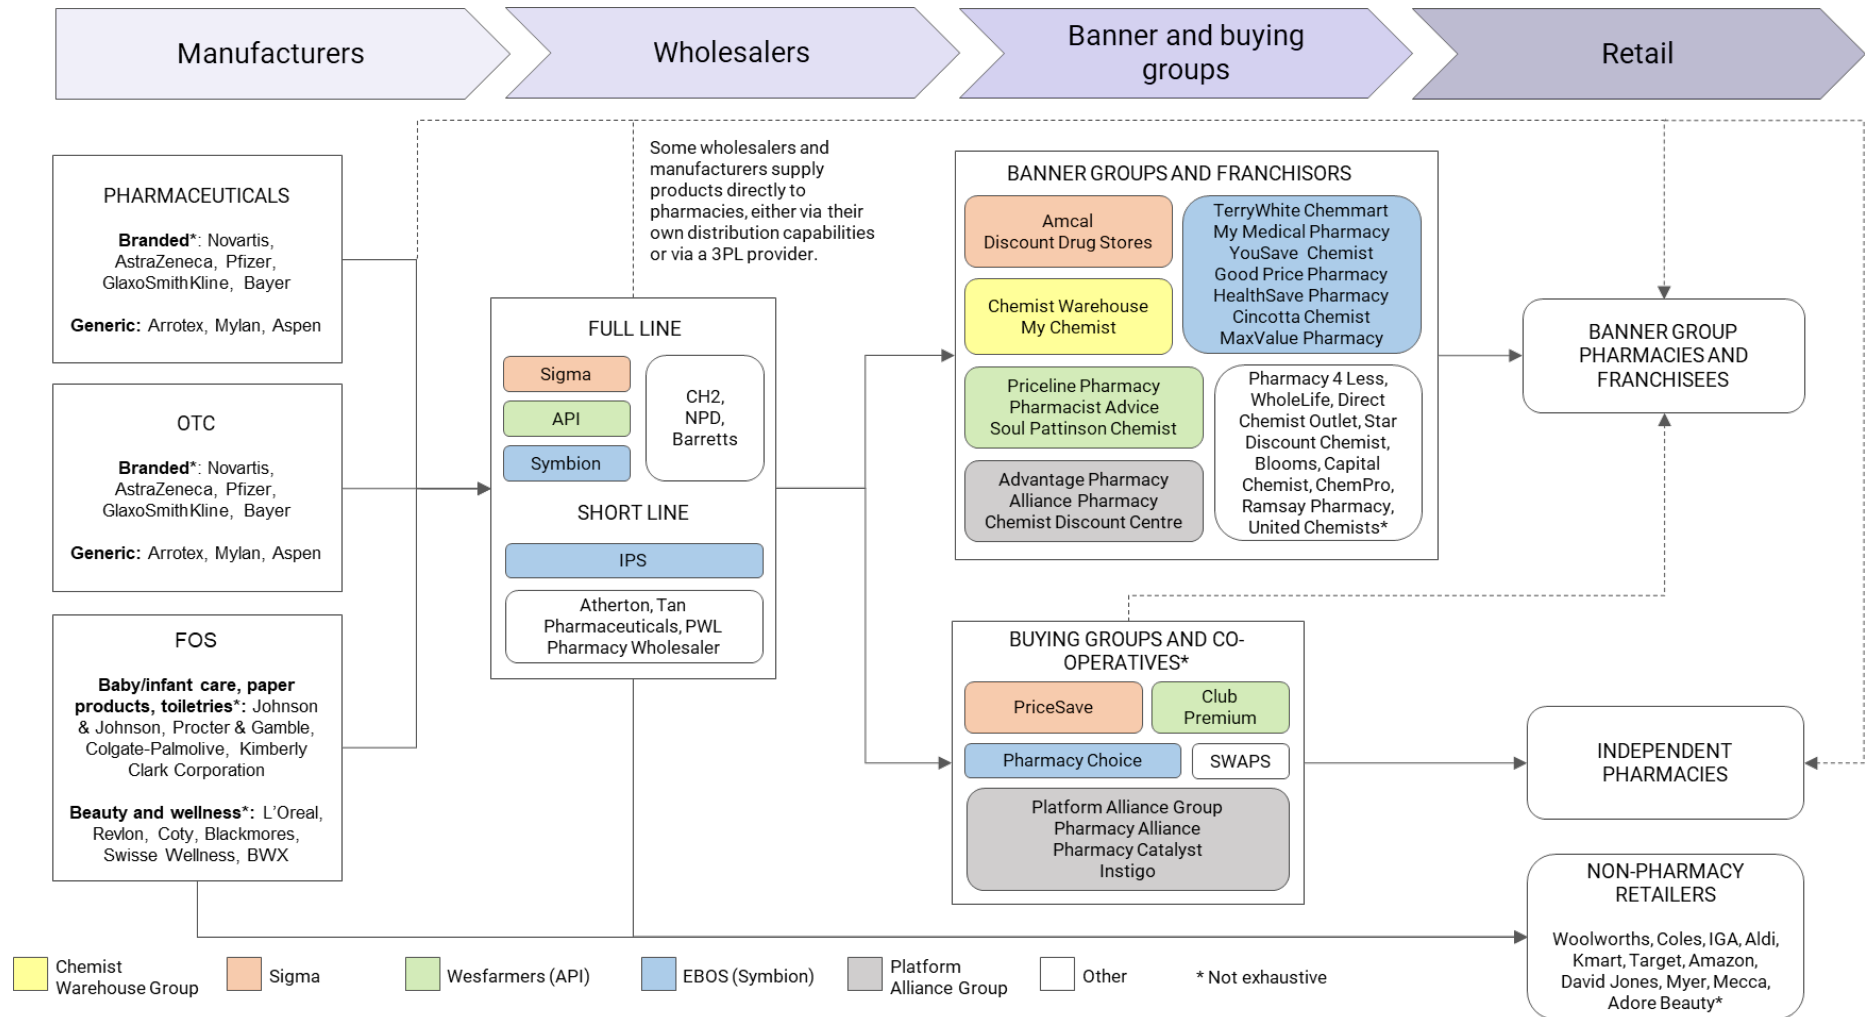 Manufacturers
Wholesalers
Banner and buying
groups
Retail
PHARMACEUTICALS
Branded*: Novartis,
AstraZeneca, Pfizer,
GlaxoSmithKline, Bayer
Generic: Arrotex, Mylan, Aspen
OTC
Branded*: Novartis,
AstraZeneca, Pfizer,
GlaxoSmithKline, Bayer
Generic: Arrotex, Mylan, Aspen
FOS
Baby/infant care, paper
products, toiletries*: Johnson
& Johnson, Procter & Gamble,
Colgate-Palmolive, Kimberly
Clark Corporation
Beauty and wellness*: L'Oreal,
Revlon, Coty, Blackmores,
Swisse Wellness, BWX
Some wholesalers and
manufacturers supply
products directly to
pharmacies, either via their
own distribution capabilities
or via a 3PL provider.
FULL LINE
Sigma
API
Symbion
CH2,
NPD,
Barretts
SHORT LINE
IPS
Atherton, Tan
Pharmaceuticals, PWL
Pharmacy Wholesaler
BANNER GROUPS AND FRANCHISORS
Amcal
Discount Drug Stores
Chemist Warehouse
My Chemist
Priceline Pharmacy
Pharmacist Advice
Soul Pattinson Chemist
Advantage Pharmacy
Alliance Pharmacy
Chemist Discount Centre
TerryWhite Chemmart
My Medical Pharmacy
YouSave Chemist
Good Price Pharmacy
HealthSave Pharmacy
Cincotta Chemist
MaxValue Pharmacy
Pharmacy 4 Less,
WholeLife, Direct
Chemist Outlet, Star
Discount Chemist,
Blooms, Capital
Chemist, ChemPro,
Ramsay Pharmacy,
United Chemists*
BUYING GROUPS AND CO-
OPERATIVES*
PriceSave
Club
Premium
Pharmacy Choice
SWAPS
Platform Alliance Group
Pharmacy Alliance
Pharmacy Catalyst
Instigo
BANNER GROUP
PHARMACIES AND
FRANCHISEES
INDEPENDENT
PHARMACIES
NON-PHARMACY
RETAILERS
Woolworths, Coles, IGA, Aldi,
Kmart, Target, Amazon,
David Jones, Myer, Mecca,
Adore Beauty*
Chemist
Warehouse Group
Sigma
Wesfarmers (API)
EBOS (Symbion)
Platform
Alliance Group
Other
* Not exhaustive